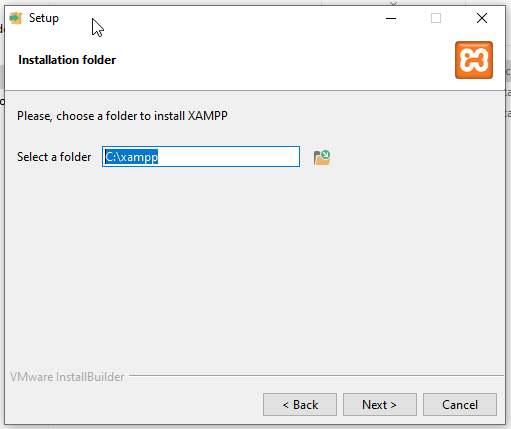 Setup
Installation folder
Please, choose a folder to install XAMPP
Select a folder C:\xampp
VMware InstallBuilder
< Back Next > Cancel